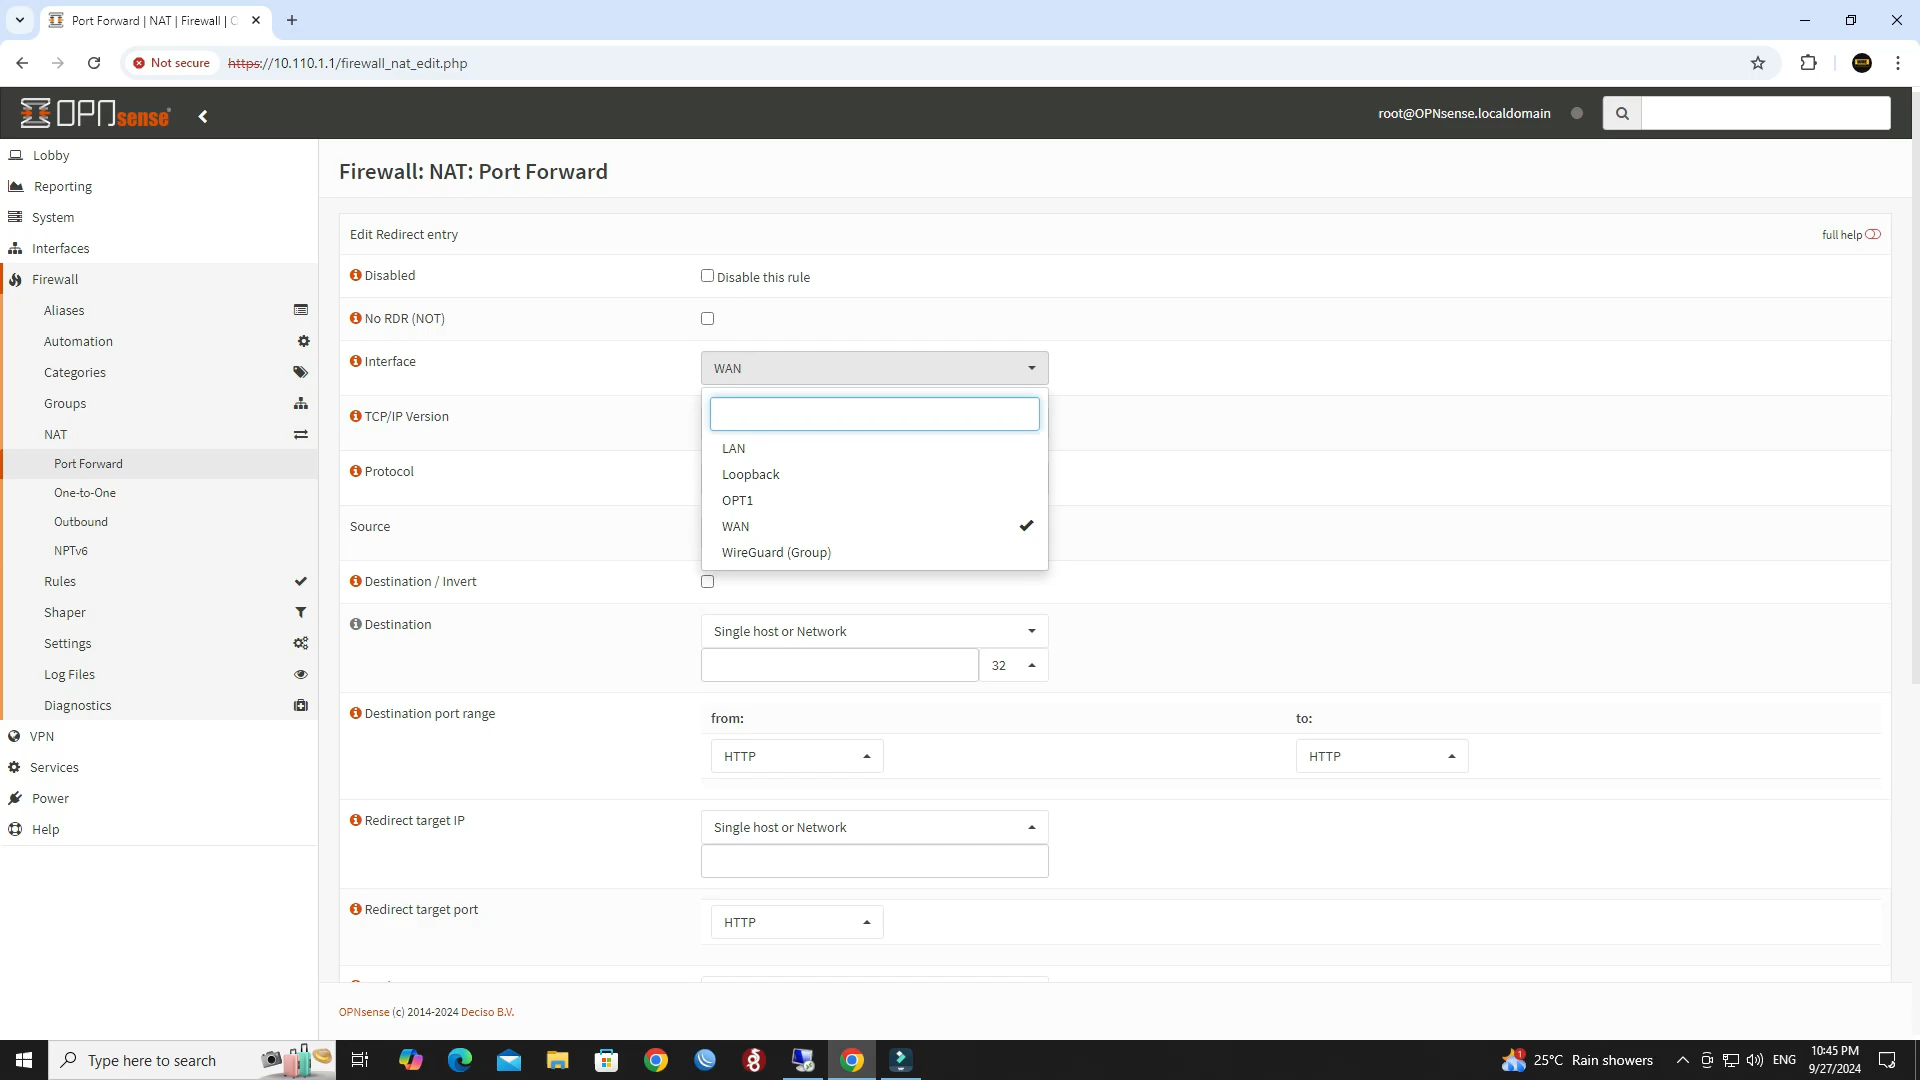 Port Forward | NAT | Firewall |
Not secure
https://10.110.1.1/firewall_nat_edit.php
OPNsense
root@OPNsense.localdomain
Lobby
Reporting
System
Interfaces
Firewall
Aliases
Automation
Categories
Groups
NAT
Port Forward
One-to-One
Outbound
NPTv6
Rules
Shaper
Settings
Log Files
Diagnostics
VPN
Services
Power
Help
Firewall: NAT: Port Forward
Edit Redirect entry
full help
Disabled
Disable this rule
No RDR (NOT)
Interface
WAN
LAN
Loopback
OPT1
WAN
WireGuard (Group)
TCP/IP Version
Protocol
Source
Destination / Invert
Destination
Single host or Network
32
Destination port range
from:
to:
HTTP
HTTP
Redirect target IP
Single host or Network
Redirect target port
HTTP
OPNsense (c) 2014-2024 Deciso B.V.
Type here to search
1
25°C Rain showers
ENG
10:45 PM
9/27/2024